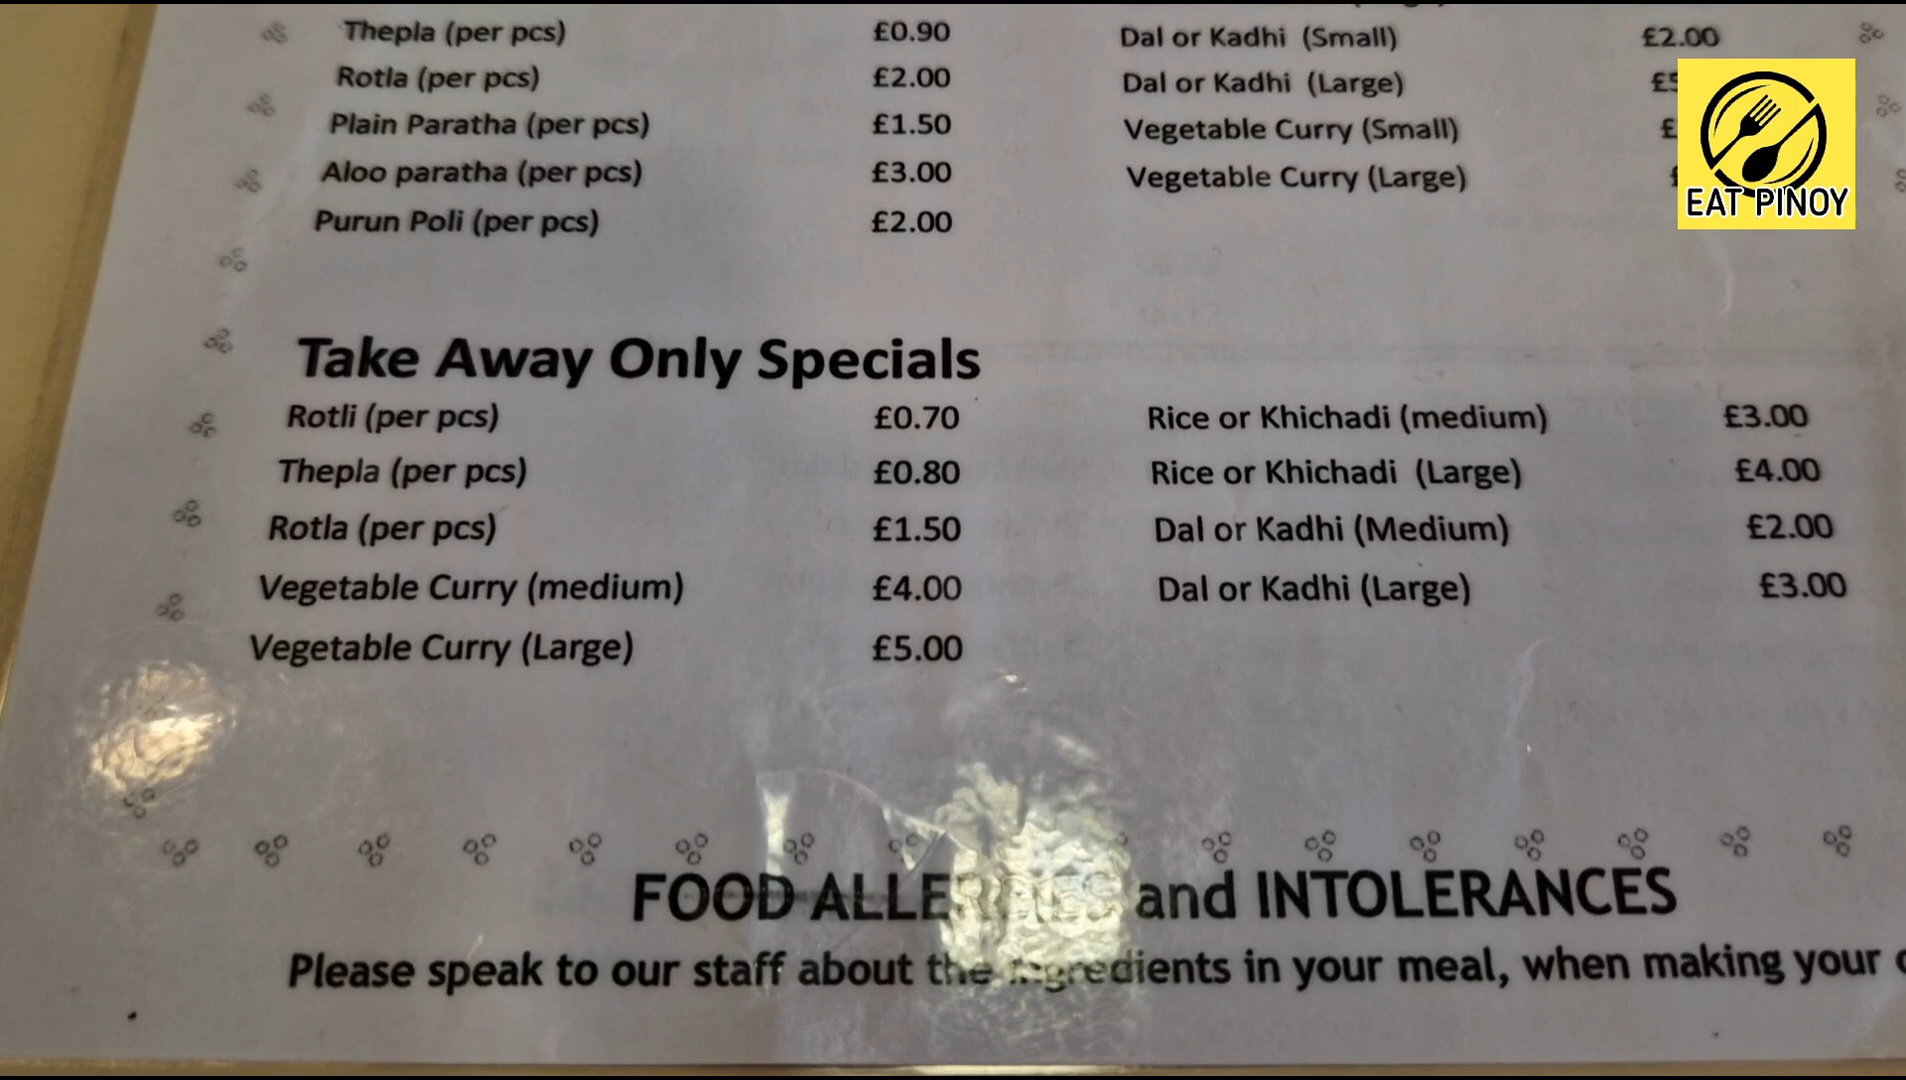 Thepla (per pcs) £0.90
Rotla (per pcs) £2.00
Plain Paratha (per pcs) £1.50
Aloo paratha (per pcs) £3.00
Purun Poli (per pcs) £2.00
Dal or Kadhi (Small) £2.00
Dal or Kadhi (Large)
Vegetable Curry (Small)
Vegetable Curry (Large)
EAT PINOY
Take Away Only Specials
Rotli (per pcs) £0.70
Thepla (per pcs) £0.80
Rotla (per pcs) £1.50
Vegetable Curry (medium) £4.00
Vegetable Curry (Large) £5.00
Rice or Khichadi (medium) £3.00
Rice or Khichadi (Large) £4.00
Dal or Kadhi (Medium) £2.00
Dal or Kadhi (Large) £3.00
FOOD ALLERGIES and INTOLERANCES
Please speak to our staff about the ingredients in your meal, when making your